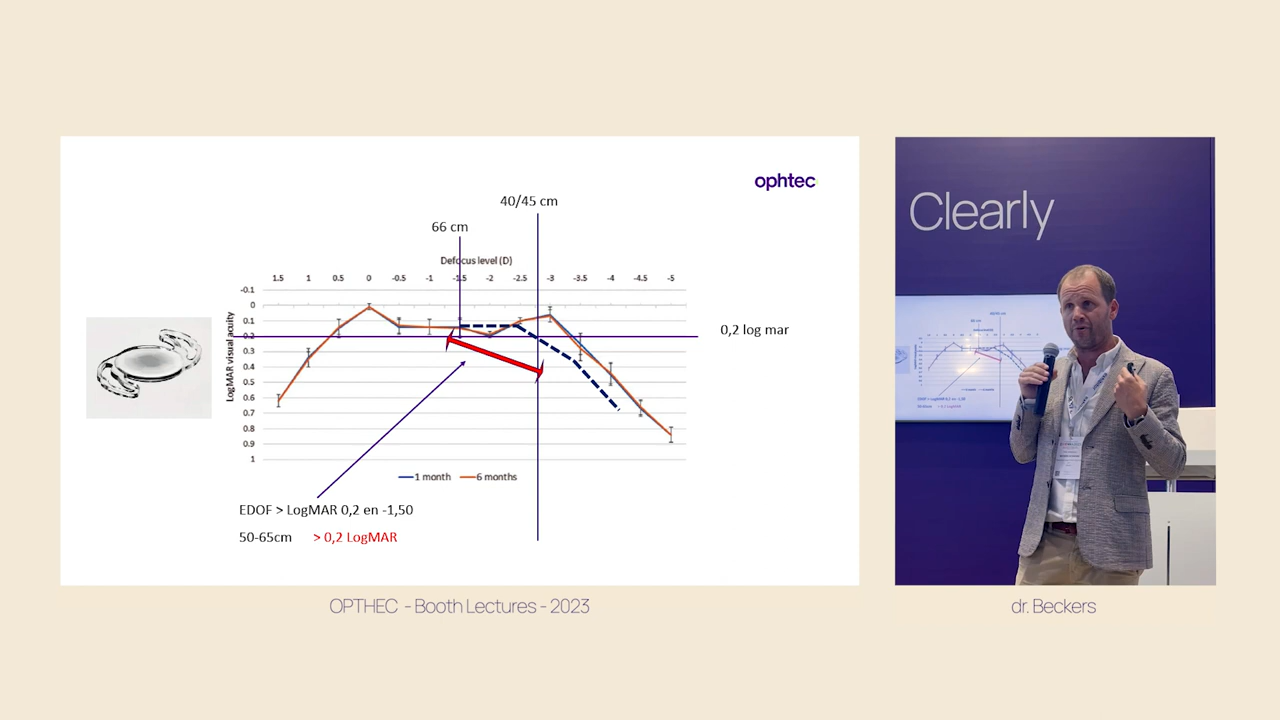 ophtec
40/45 cm
66 cm
Defocus level (D)
1.5 1 0.5 0 -0.5 -1 -1.5 -2 -2.5 -3 -3.5 -4 -4.5 -5
-0.1
0
0.1
0.2
0.3
0.4
0.5
0.6
0.7
0.8
0.9
1
LogMAR visual acuity
0,2 log mar
1 month 6 months
EDOF > LogMAR 0,2 en -1,50
50-65cm > 0,2 LogMAR
Clearly
OPTHEC - Booth Lectures - 2023
dr. Beckers